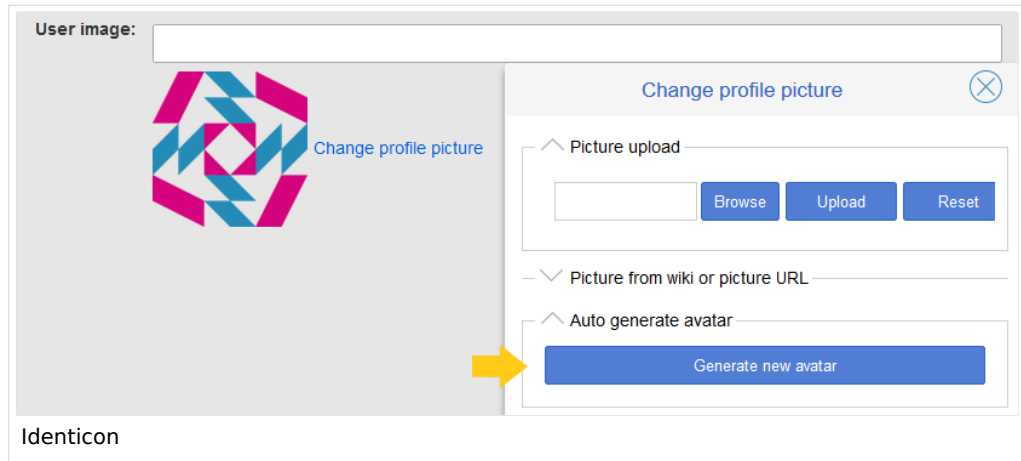 User image:
Change profile picture
Change profile picture
Picture upload
Browse Upload Reset
Picture from wiki or picture URL
Auto generate avatar
Generate new avatar
Identicon